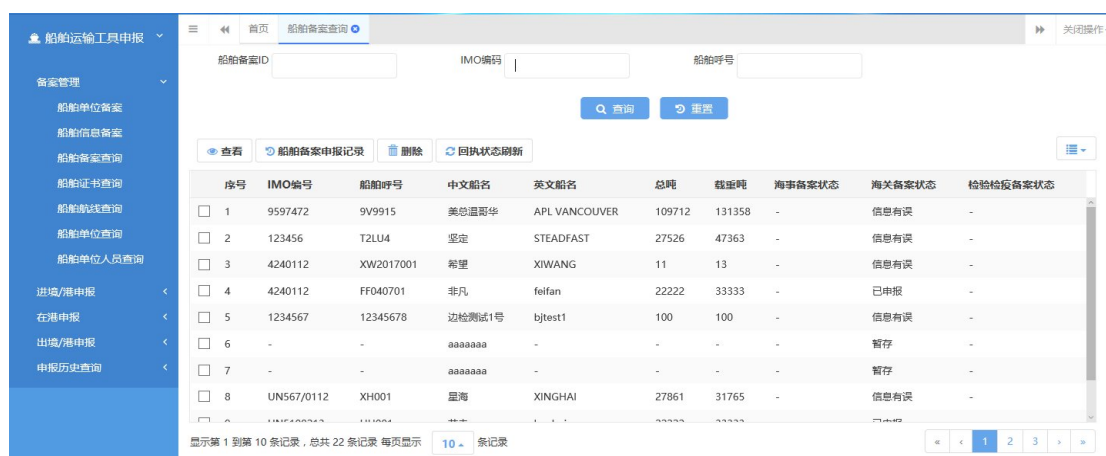 船舶运输工具申报
首页 船舶备案查询 关闭操作
船舶备案ID IMO编码 船舶呼号
备案管理
船舶单位备案
船舶信息备案
船舶备案查询
船舶证书查询
船舶航线查询
船舶单位查询
船舶单位人员查询
进境/港申报
在港申报
出境/港申报
申报历史查询
查询 重置
查看 船舶备案申报记录 删除 回执状态刷新
序号 IMO编号 船舶呼号 中文船名 英文船名 总吨 载重吨 海事备案状态 海关备案状态 检验检疫备案状态
1 9597472 9V9915 美总温哥华 APL VANCOUVER 109712 131358 - 信息有误 -
2 123456 T2LU4 坚定 STEADFAST 27526 47363 - 信息有误 -
3 4240112 XW2017001 希望 XIWANG 11 13 - 信息有误 -
4 4240112 FF040701 非凡 feifan 22222 33333 - 已申报 -
5 1234567 12345678 边检测试1号 bjtest1 100 100 - 信息有误 -
6 - - aaaaaaa - - - - 暂存 -
7 - - aaaaaaa - - - - 暂存 -
8 UN567/0112 XH001 星海 XINGHAI 27861 31765 - 信息有误 -
显示第 1 到第 10 条记录，总共 22 条记录 每页显示 10 条记录
« ‹ 1 2 3 › »